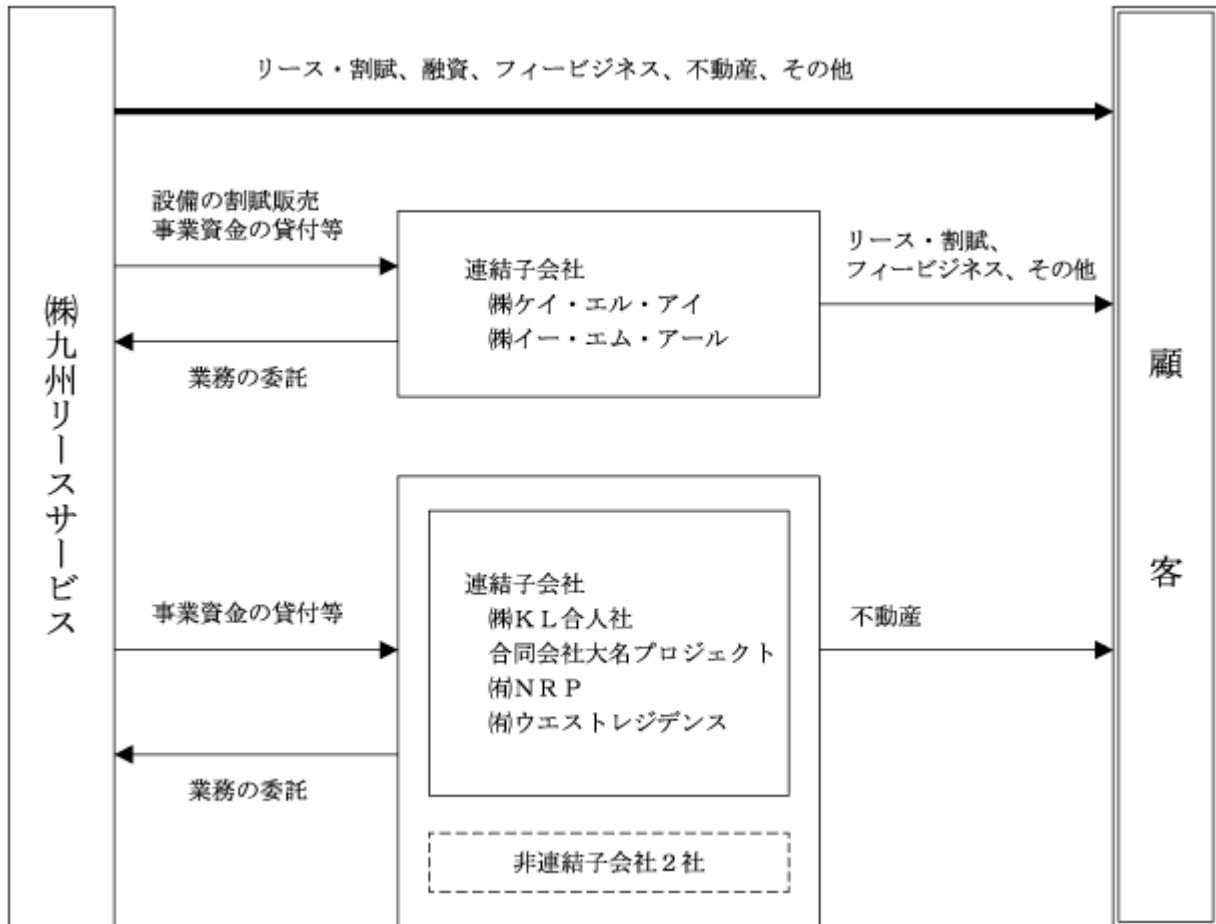 リース・割賦、融資、フィービジネス、不動産、その他
設備の割賦販売
事業資金の貸付等
連結子会社
㈱ケイ・エル・アイ
㈱イー・エム・アール
リース・割賦、
フィービジネス、その他
業務の委託
㈱九州リースサービス
顧客
連結子会社
㈱ＫＬ合人社
合同会社大名プロジェクト
㈲ＮＲＰ
㈲ウエストレジデンス
事業資金の貸付等
不動産
業務の委託
非連結子会社２社